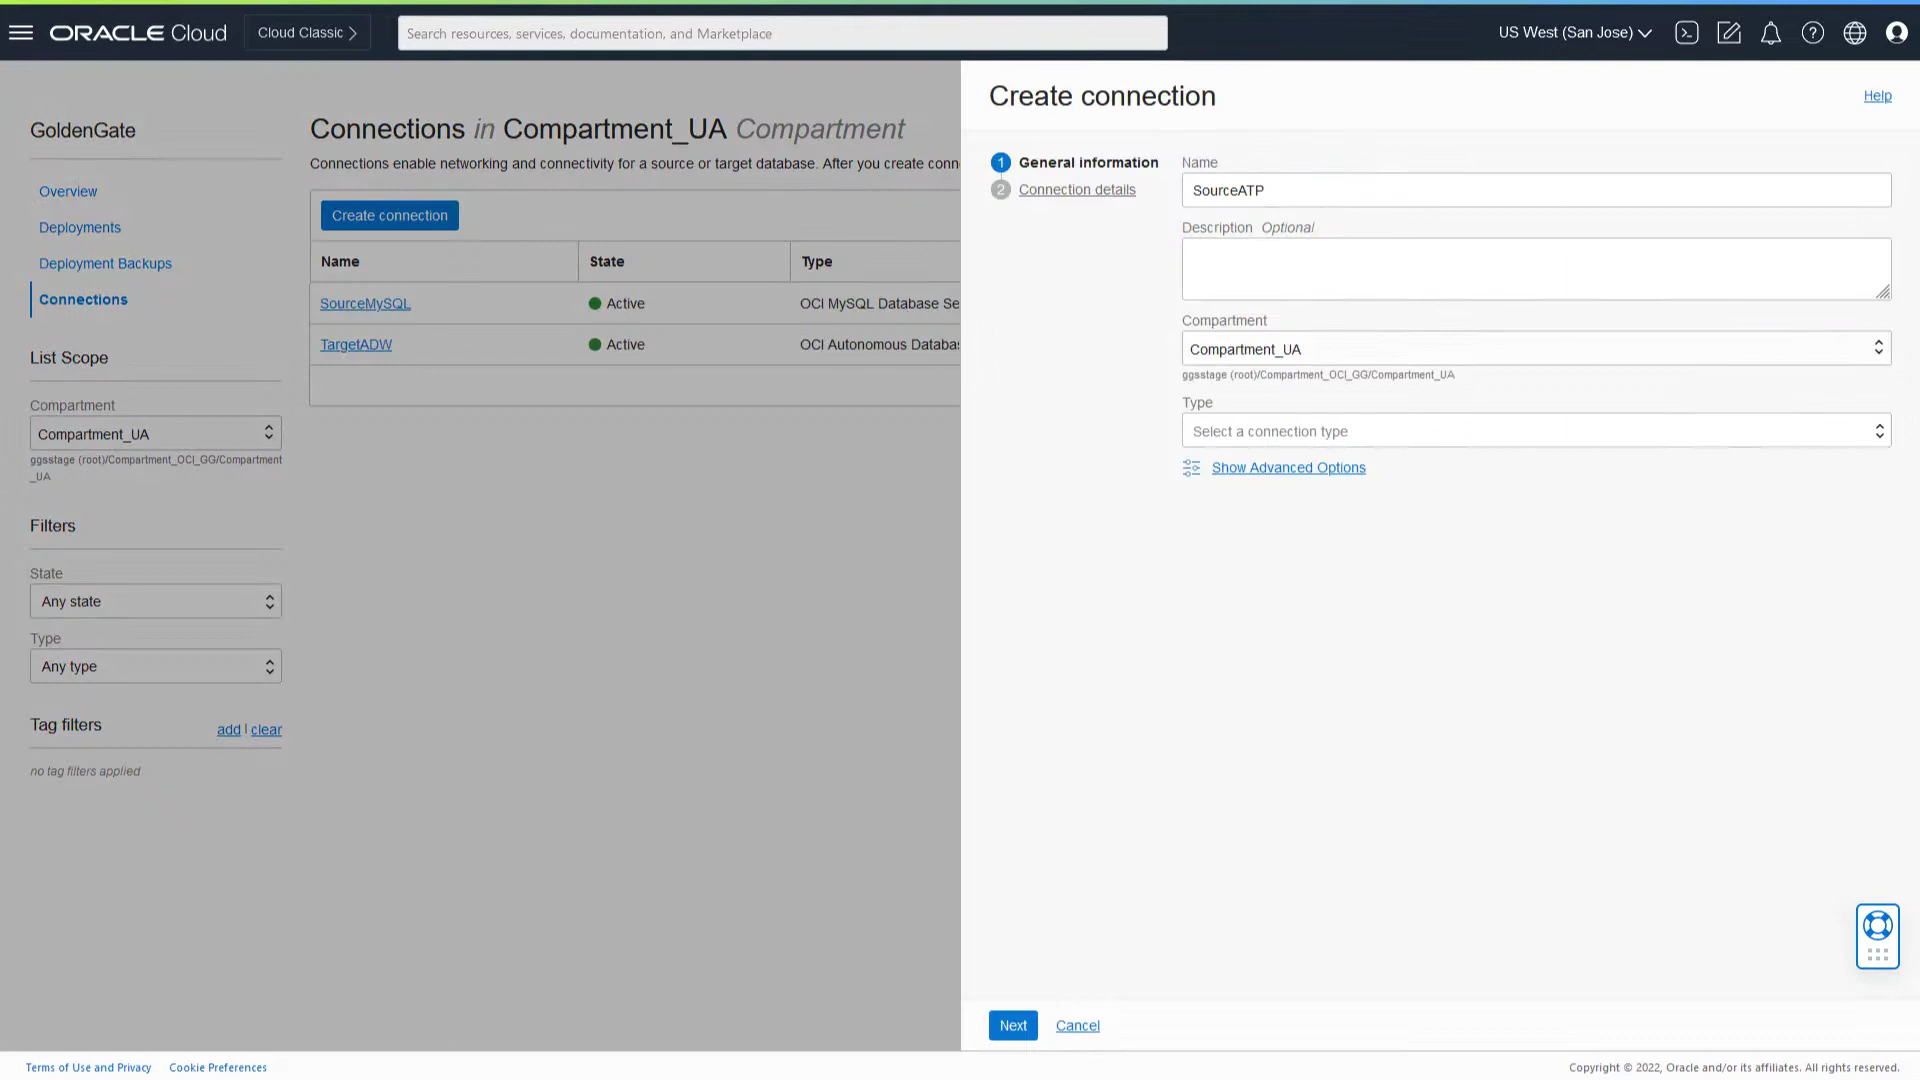 ORACLE Cloud
Cloud Classic
Search resources, services, documentation, and Marketplace
US West (San Jose)
GoldenGate
Overview
Deployments
Deployment Backups
Connections
List Scope
Compartment
Compartment_UA
ggsstage (root)/Compartment_OCI_GG/Compartment
_UA
Filters
State
Any state
Type
Any type
Tag filters
add | clear
no tag filters applied
Connections in Compartment_UA Compartment
Connections enable networking and connectivity for a source or target database. After you create conn
Create connection
Name State Type
SourceMySQL Active OCI MySQL Database Se
TargetADW Active OCI Autonomous Databa
Create connection
Help
1 General information
2 Connection details
Name
SourceATP
Description Optional
Compartment
Compartment_UA
ggsstage (root)/Compartment_OCI_GG/Compartment_UA
Type
Select a connection type
Show Advanced Options
Next Cancel
Terms of Use and Privacy Cookie Preferences
Copyright © 2022, Oracle and/or its affiliates. All rights reserved.